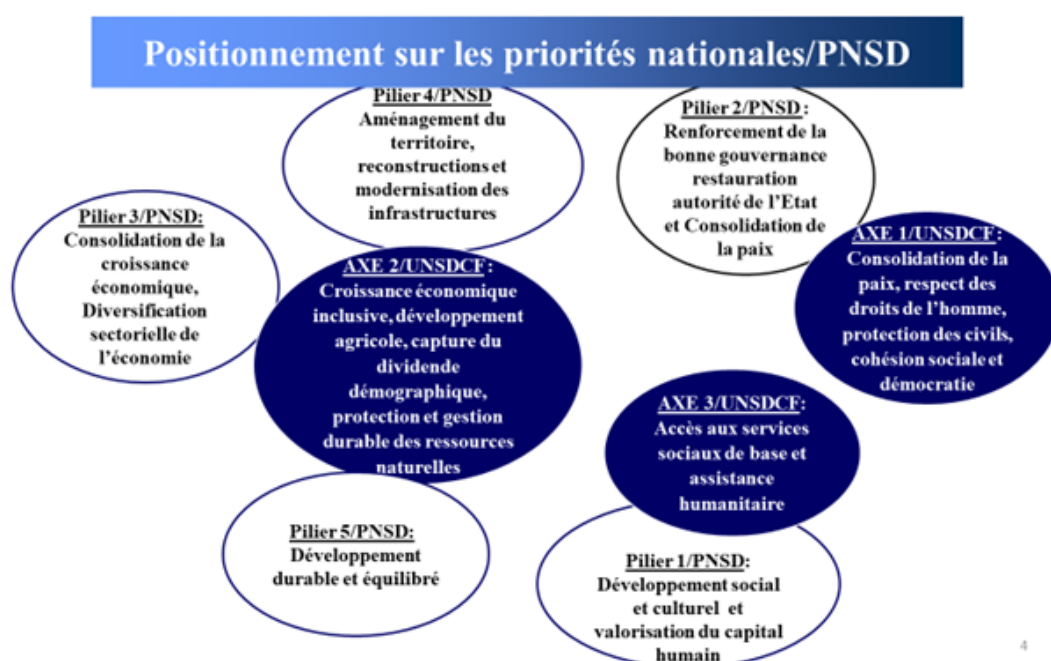 Positionnement sur les priorités nationales/PNSD
Pilier 4/PNSD
Aménagement du
territoire,
reconstructions et
modernisation des
infrastructures
Pilier 2/PNSD :
Renforcement de la
bonne gouvernance
restauration
autorité de l’Etat
et Consolidation de
la paix
Pilier 3/PNSD:
Consolidation de la
croissance
économique,
Diversification
sectorielle de
l’économie
AXE 2/UNSDCF:
Croissance économique
inclusive, développement
agricole, capture du
dividende
démographique,
protection et gestion
durable des ressources
naturelles
AXE 1/UNSDCF:
Consolidation de la
paix, respect des
droits de l’homme,
protection des civils,
cohésion sociale et
démocratie
AXE 3/UNSDCF:
Accès aux services
sociaux de base et
assistance
humanitaire
Pilier 5/PNSD:
Développement
durable et équilibré
Pilier 1/PNSD:
Développement social
et culturel et
valorisation du capital
humain
4